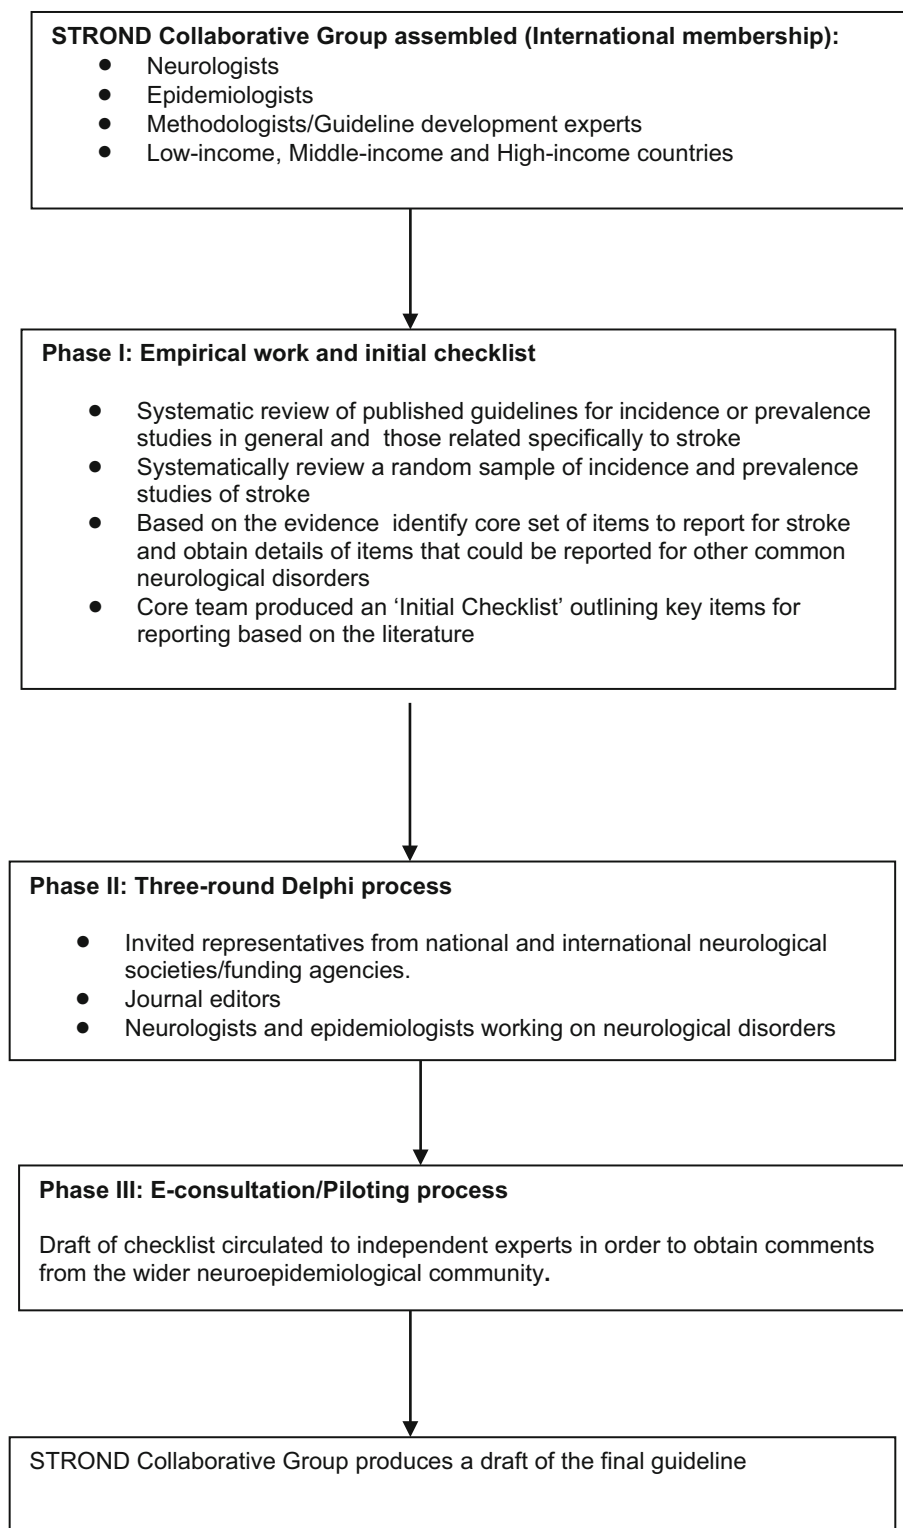 STROND Collaborative Group assembled (International membership):
● Neurologists
● Epidemiologists
● Methodologists/Guideline development experts
● Low-income, Middle-income and High-income countries
Phase I: Empirical work and initial checklist
● Systematic review of published guidelines for incidence or prevalence
studies in general and those related specifically to stroke
● Systematically review a random sample of incidence and prevalence
studies of stroke
● Based on the evidence identify core set of items to report for stroke
and obtain details of items that could be reported for other common
neurological disorders
● Core team produced an ‘Initial Checklist’ outlining key items for
reporting based on the literature
Phase II: Three-round Delphi process
● Invited representatives from national and international neurological
societies/funding agencies.
● Journal editors
● Neurologists and epidemiologists working on neurological disorders
Phase III: E-consultation/Piloting process
Draft of checklist circulated to independent experts in order to obtain comments
from the wider neuroepidemiological community.
STROND Collaborative Group produces a draft of the final guideline